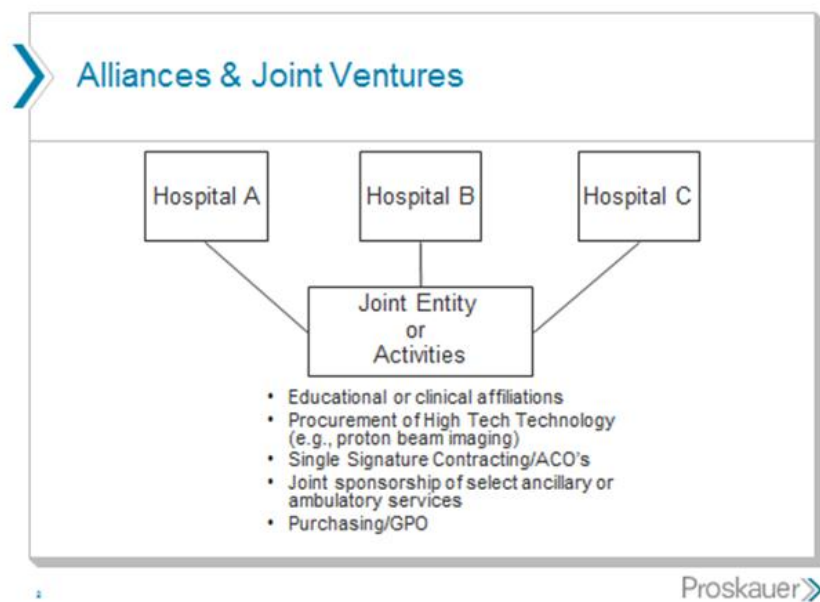 Alliances & Joint Ventures
Hospital A
Hospital B
Hospital C
Joint Entity
or
Activities
• Educational or clinical affiliations
• Procurement of High Tech Technology
(e.g., proton beam imaging)
• Single Signature Contracting/ACO's
• Joint sponsorship of select ancillary or
ambulatory services
• Purchasing/GPO
Proskauer